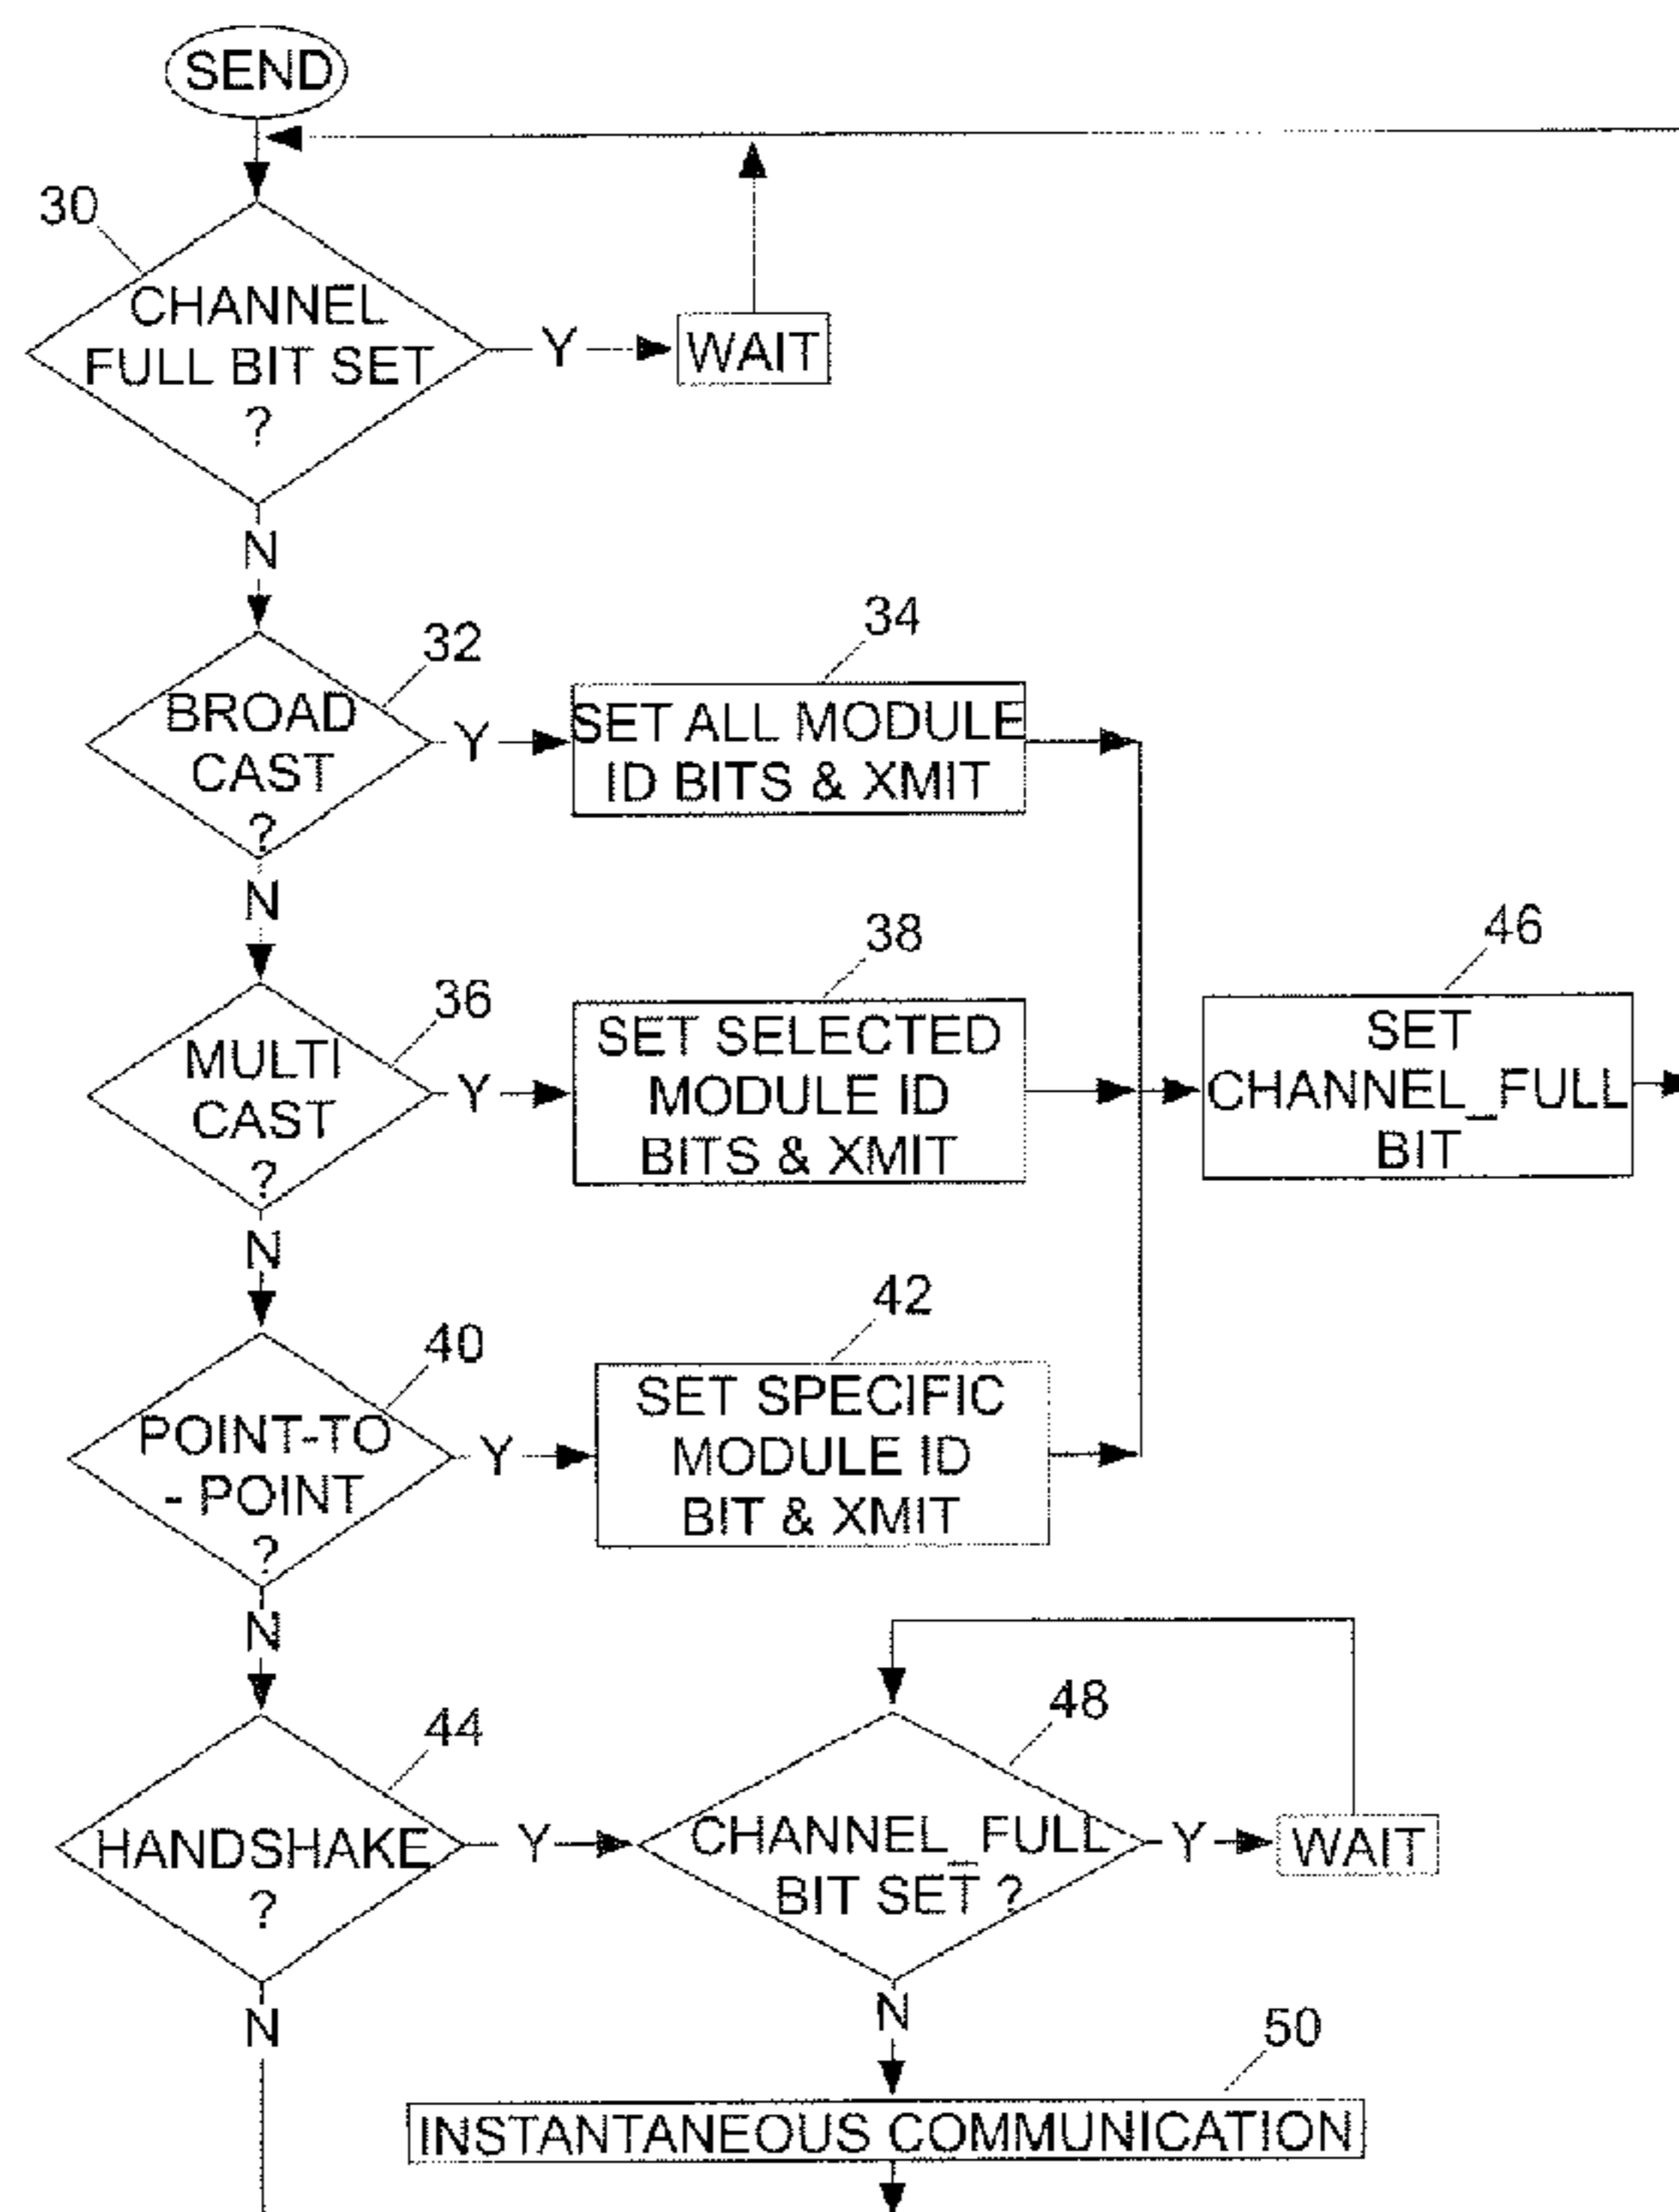 SEND
30
CHANNEL
FULL BIT SET
?
Y
WAIT
N
32
BROAD
CAST
?
Y
34
SET ALL MODULE
ID BITS & XMIT
N
36
MULTI
CAST
?
Y
38
SET SELECTED
MODULE ID
BITS & XMIT
46
SET
CHANNEL_FULL
BIT
N
40
POINT-TO
- POINT
?
Y
42
SET SPECIFIC
MODULE ID
BIT & XMIT
N
44
HANDSHAKE
?
Y
48
CHANNEL_FULL
BIT SET ?
Y
WAIT
N
N
50
INSTANTANEOUS COMMUNICATION